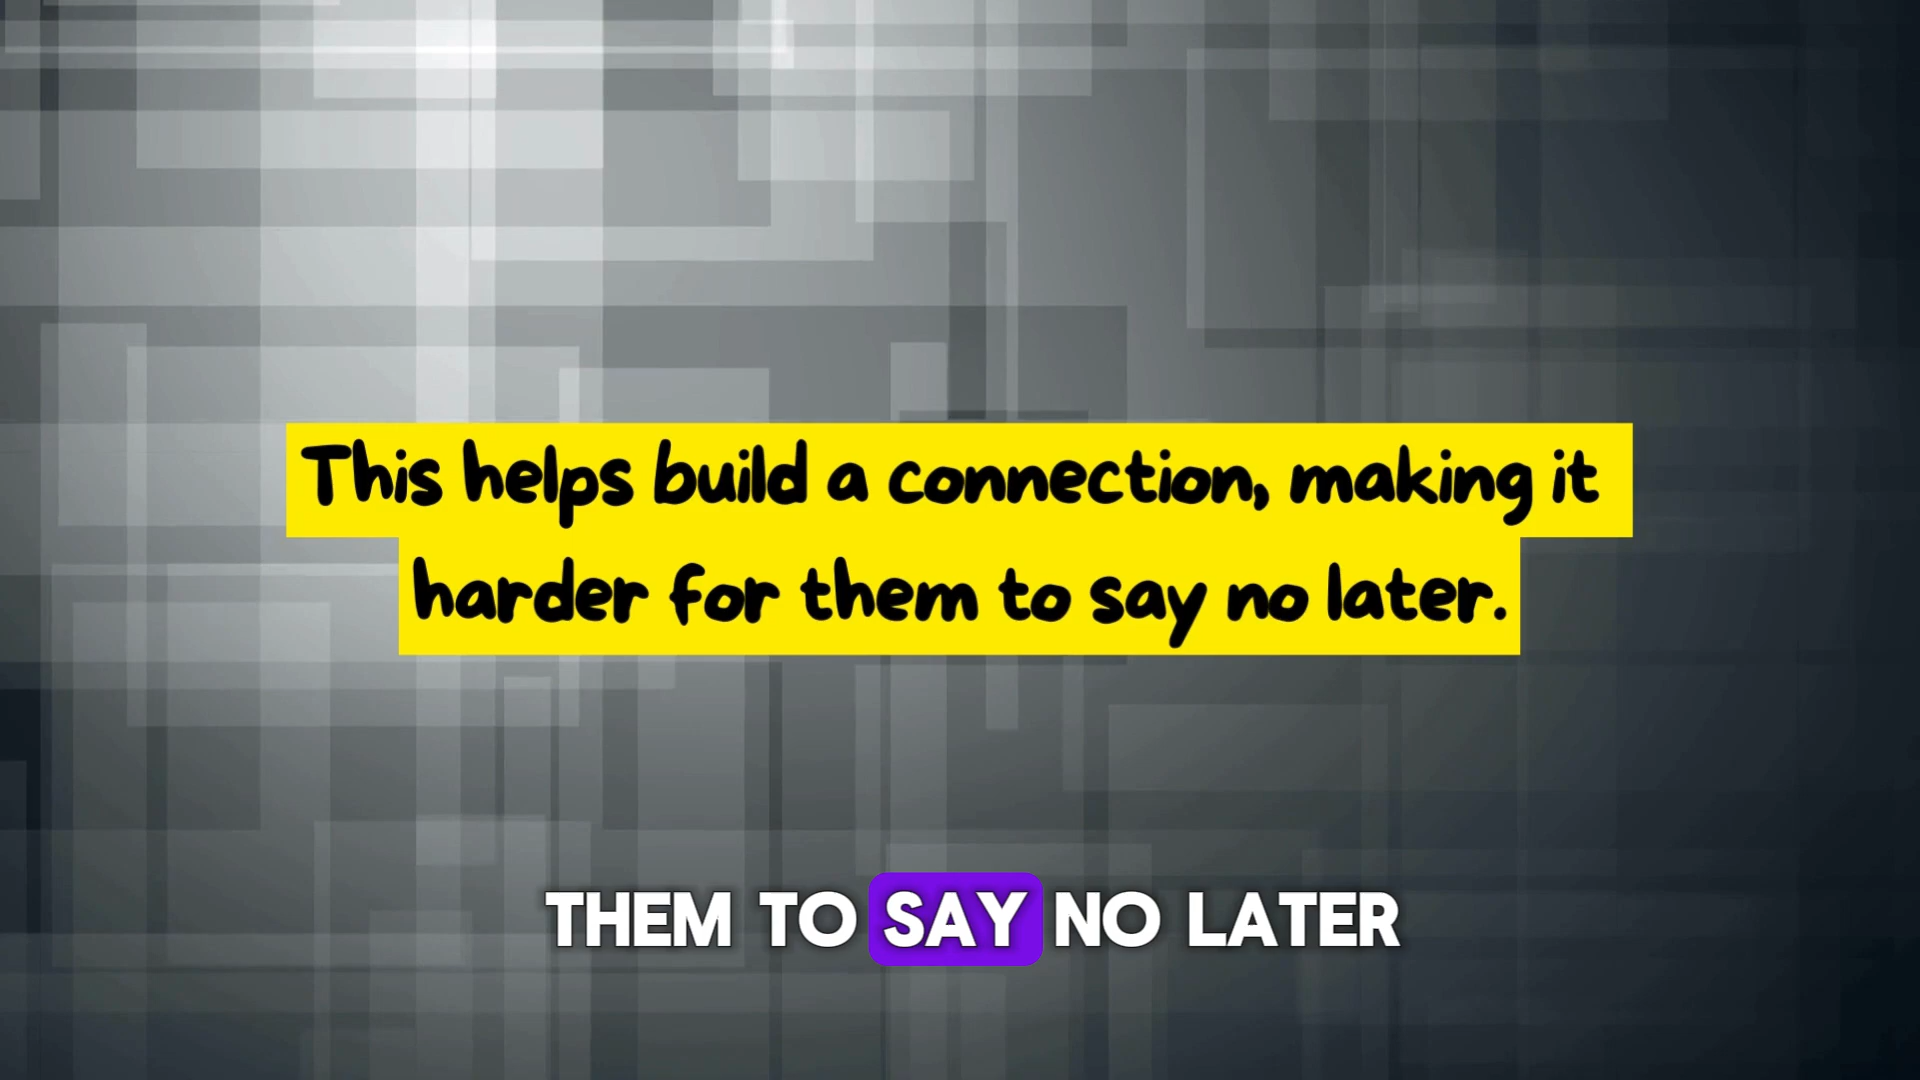 This helps build a connection, making it
harder for them to say no later.
THEM TO SAY NO LATER